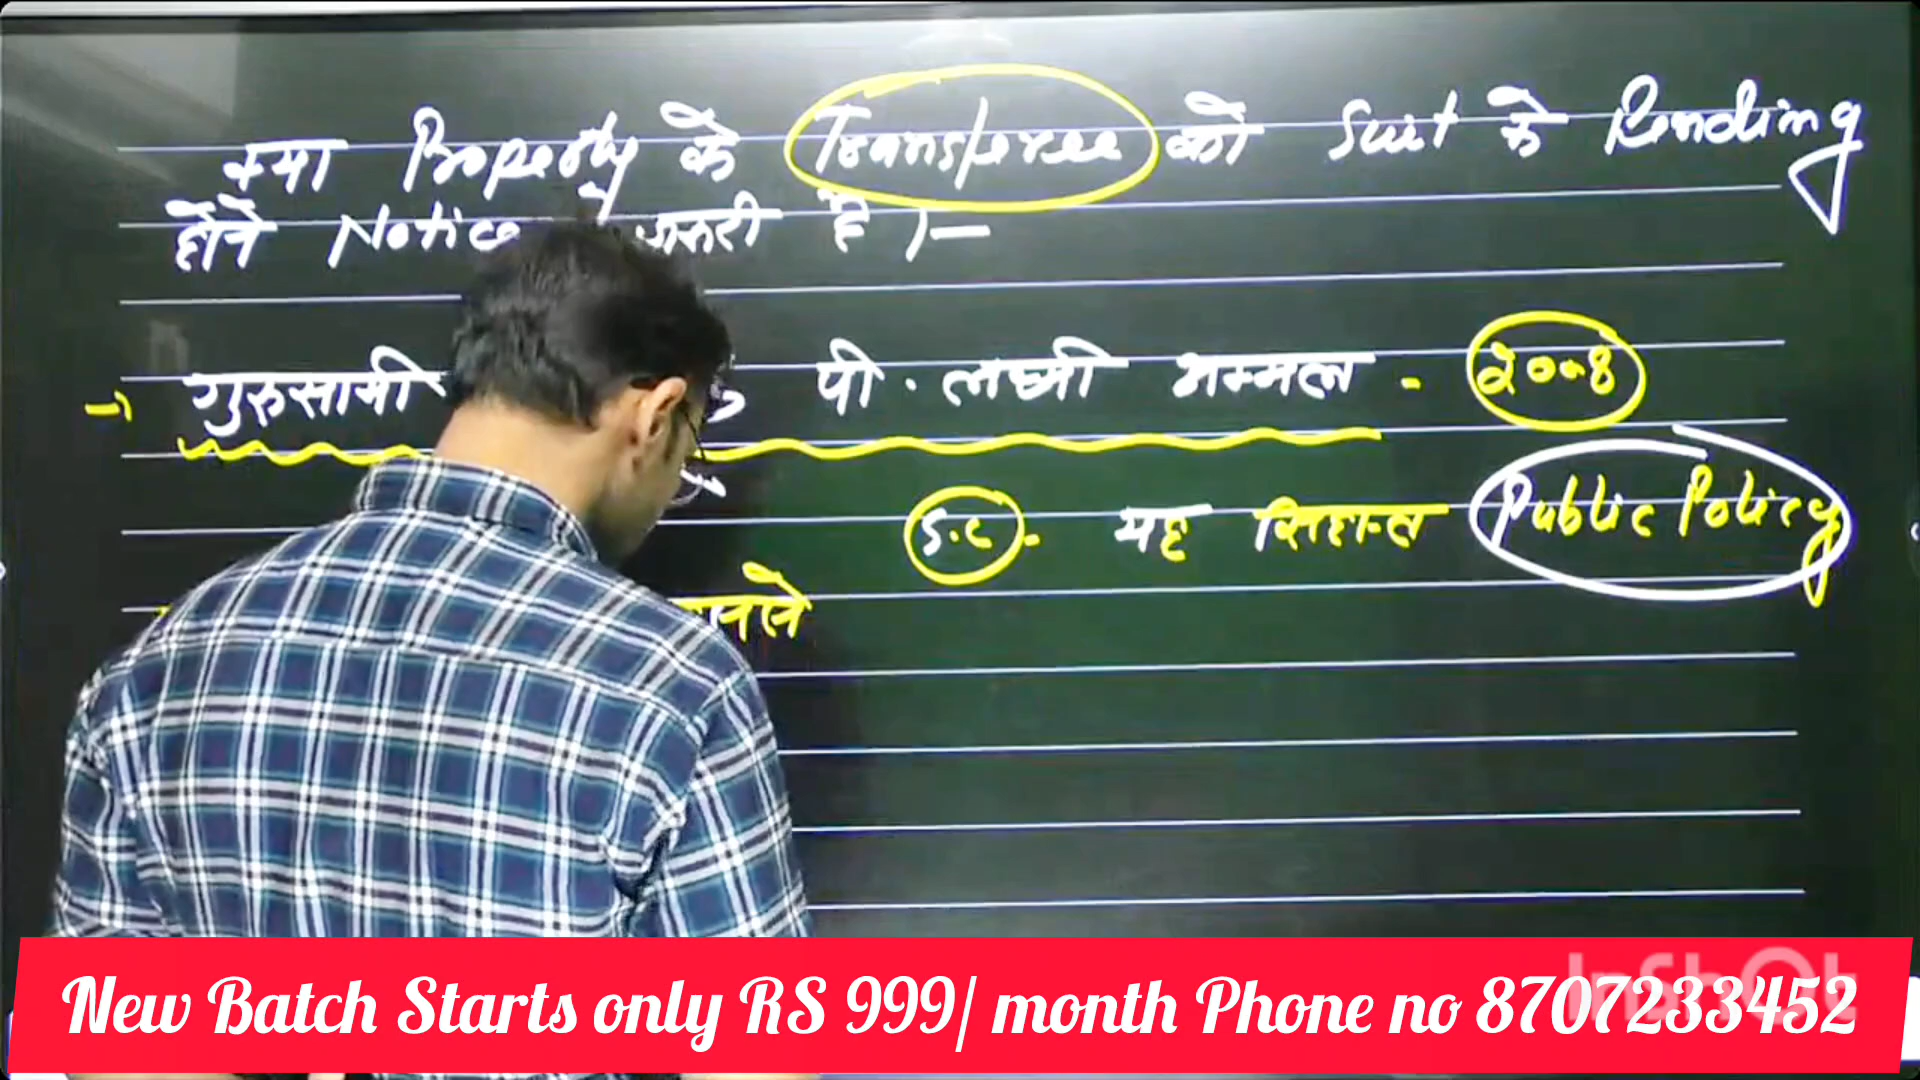 क्या Property के Transferee को Suit के Pending
होने Notice जरुरी है ।-
→ गुरुसामी पी. लक्ष्मी अम्मल - 2008
S.C - यह सिद्धान्त Public Policy
New Batch Starts only RS 999/ month Phone no 8707233452
InShOt